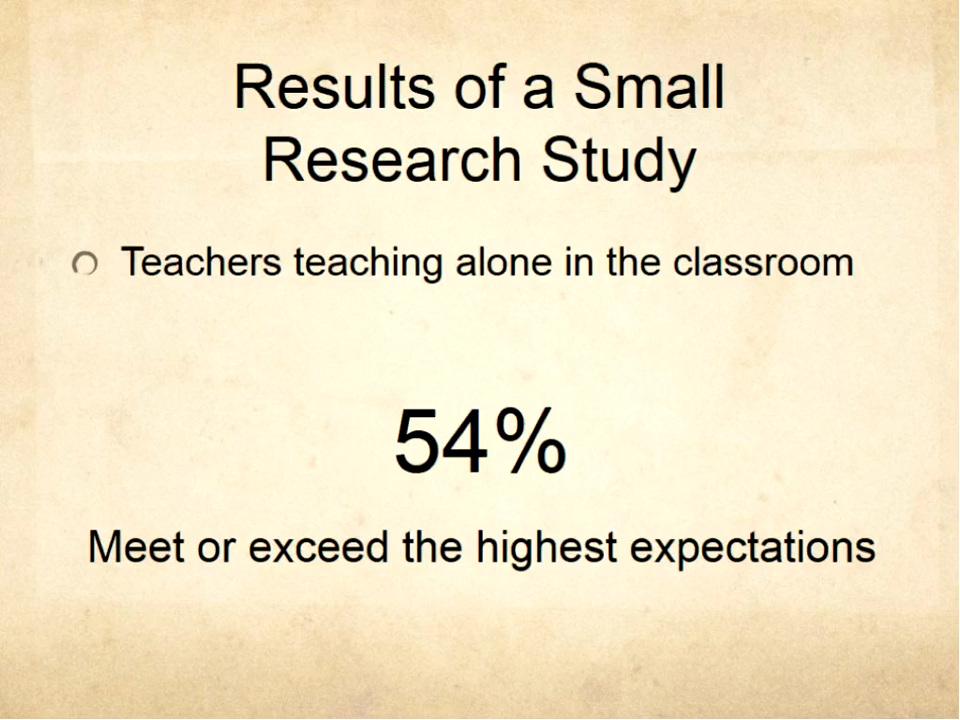 Results of a Small
Research Study
Teachers teaching alone in the classroom
54%
Meet or exceed the highest expectations